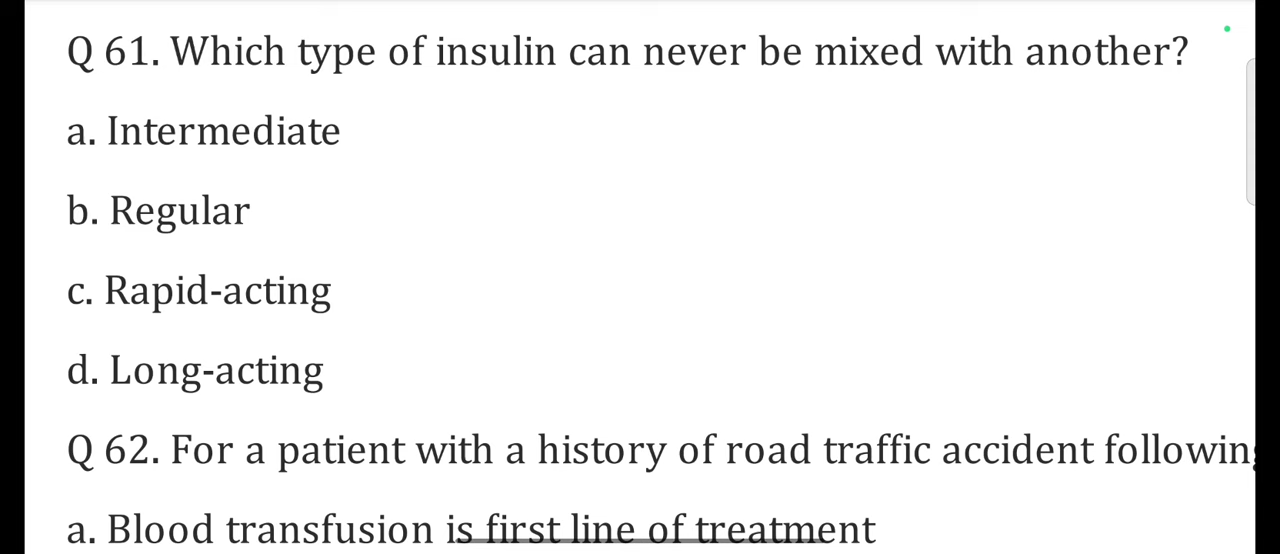 Q 61. Which type of insulin can never be mixed with another?
a. Intermediate
b. Regular
c. Rapid-acting
d. Long-acting
Q 62. For a patient with a history of road traffic accident
a. Blood transfusion is first line of treatment